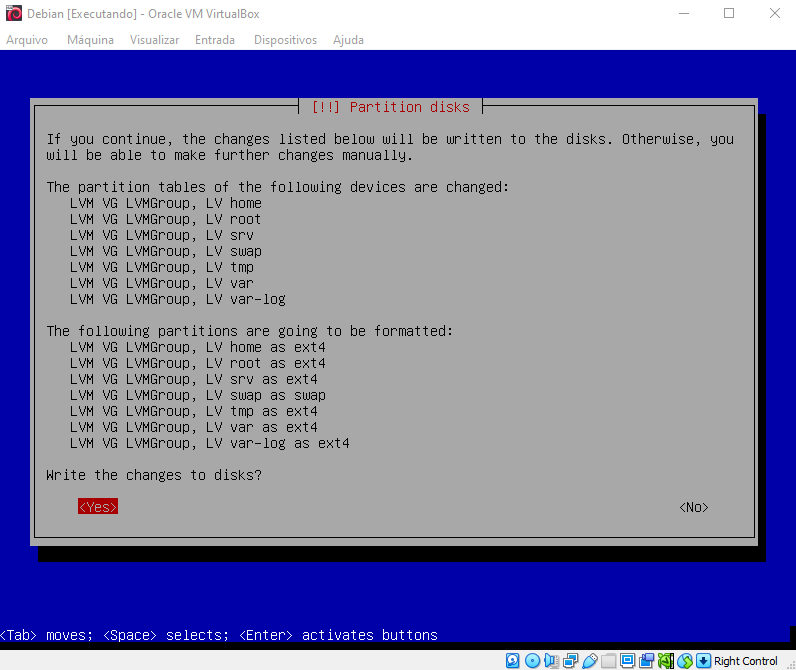 Debian [Executando] - Oracle VM VirtualBox
Arquivo Máquina Visualizar Entrada Dispositivos Ajuda
[!!] Partition disks
If you continue, the changes listed below will be written to the disks. Otherwise, you
will be able to make further changes manually.
The partition tables of the following devices are changed:
LVM VG LVMGroup, LV home
LVM VG LVMGroup, LV root
LVM VG LVMGroup, LV srv
LVM VG LVMGroup, LV swap
LVM VG LVMGroup, LV tmp
LVM VG LVMGroup, LV var
LVM VG LVMGroup, LV var-log
The following partitions are going to be formatted:
LVM VG LVMGroup, LV home as ext4
LVM VG LVMGroup, LV root as ext4
LVM VG LVMGroup, LV srv as ext4
LVM VG LVMGroup, LV swap as swap
LVM VG LVMGroup, LV tmp as ext4
LVM VG LVMGroup, LV var as ext4
LVM VG LVMGroup, LV var-log as ext4
Write the changes to disks?
<Yes> <No>
<Tab> moves; <Space> selects; <Enter> activates buttons
Right Control